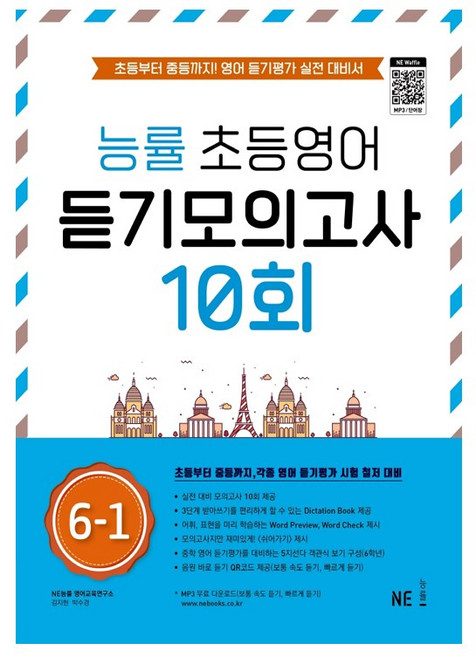 초등부터 중등까지! 영어 듣기평가 실전 대비서
NE Waffle
MP3 / 단어장
능률 초등영어
듣기모의고사
10회
6-1
초등부터 중등까지, 각종 영어 듣기평가 시험 철저 대비
• 실전 대비 모의고사 10회 제공
• 3단계 받아쓰기를 편리하게 할 수 있는 Dictation Book 제공
• 어휘, 표현을 미리 학습하는 Word Preview, Word Check 제시
• 모의고사지만 재미있게! <쉬어가기> 제시
• 중학 영어 듣기평가를 대비하는 5지선다 객관식 보기 구성(6학년)
• 음원 바로 듣기 QR코드 제공(보통 속도 듣기, 빠르게 듣기)
* MP3 무료 다운로드(보통 속도 듣기, 빠르게 듣기)
www.nebooks.co.kr
NE능률 영어교육연구소
김지현 박수경
NE 능률